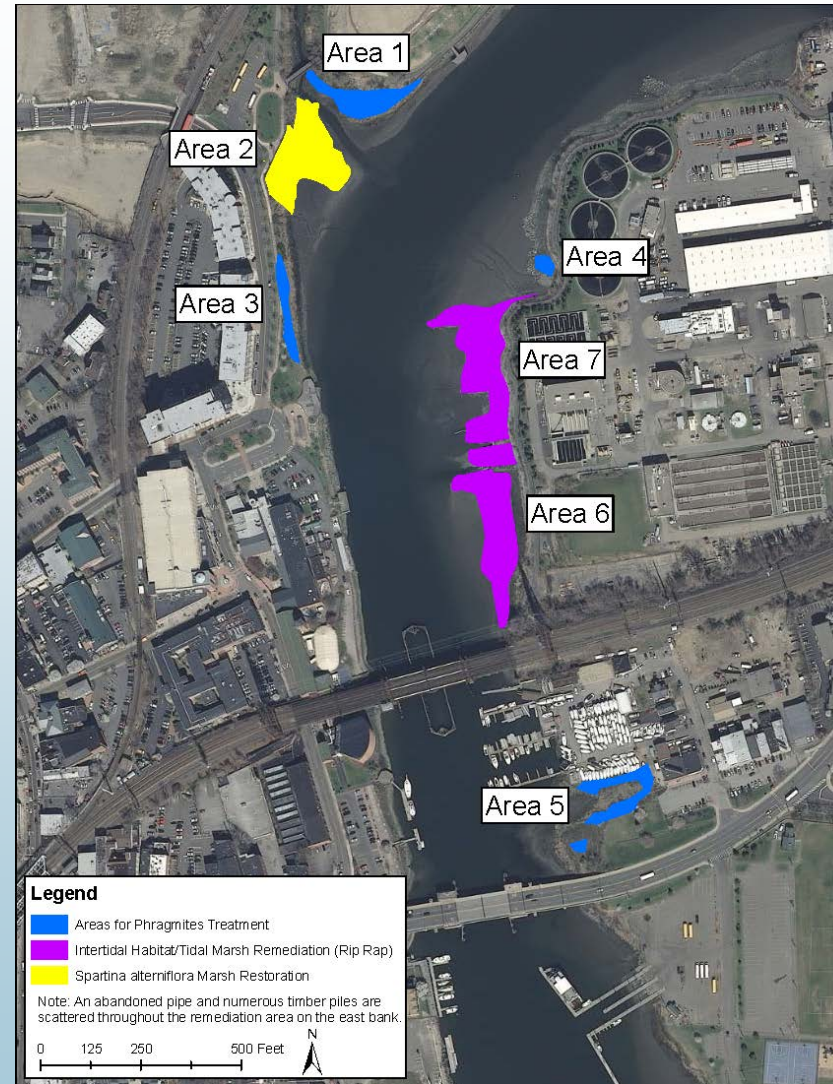 Area 1
Area 2
Area 3
Area 4
Area 7
Area 6
Area 5
Legend
Areas for Phragmites Treatment
Intertidal Habitat/Tidal Marsh Remediation (Rip Rap)
Spartina alterniflora Marsh Restoration
Note: An abandoned pipe and numerous timber piles are
scattered throughout the remediation area on the east bank.
N
0 125 250 500 Feet